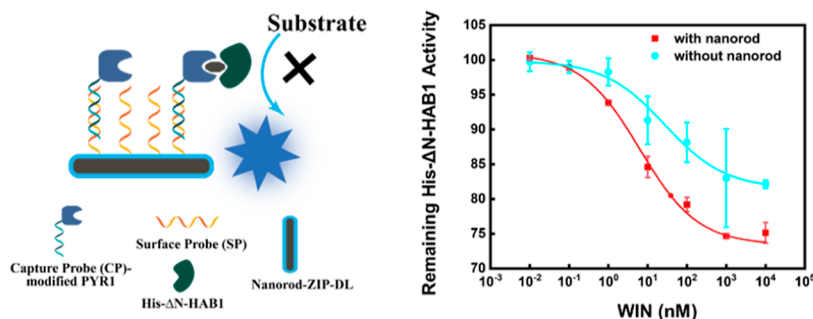 Substrate
Capture Probe (CP)-
modified PYR1
Surface Probe (SP)
His-ΔN-HAB1
Nanorod-ZIP-DL
Remaining His-ΔN-HAB1 Activity
105
100
95
90
85
80
75
70
with nanorod
without nanorod
10⁻³ 10⁻² 10⁻¹ 10⁰ 10¹ 10² 10³ 10⁴ 10⁵
WIN (nM)